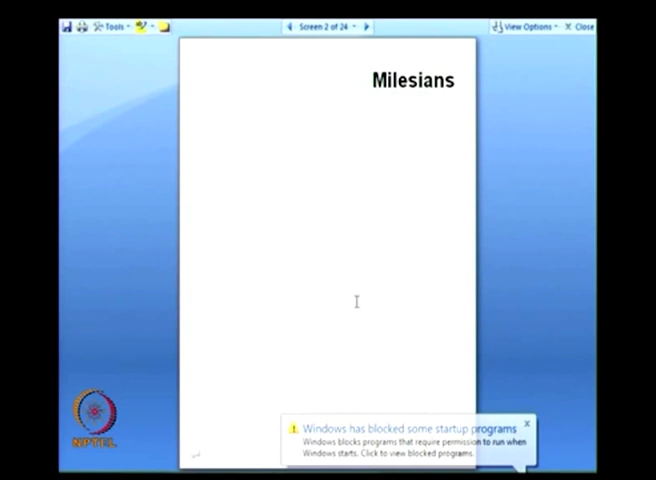 Tools
Screen 2 of 24
View Options
Close
Milesians
Windows has blocked some startup programs
Windows blocks programs that require permission to run when
Windows starts. Click to view blocked programs.
NPTEL